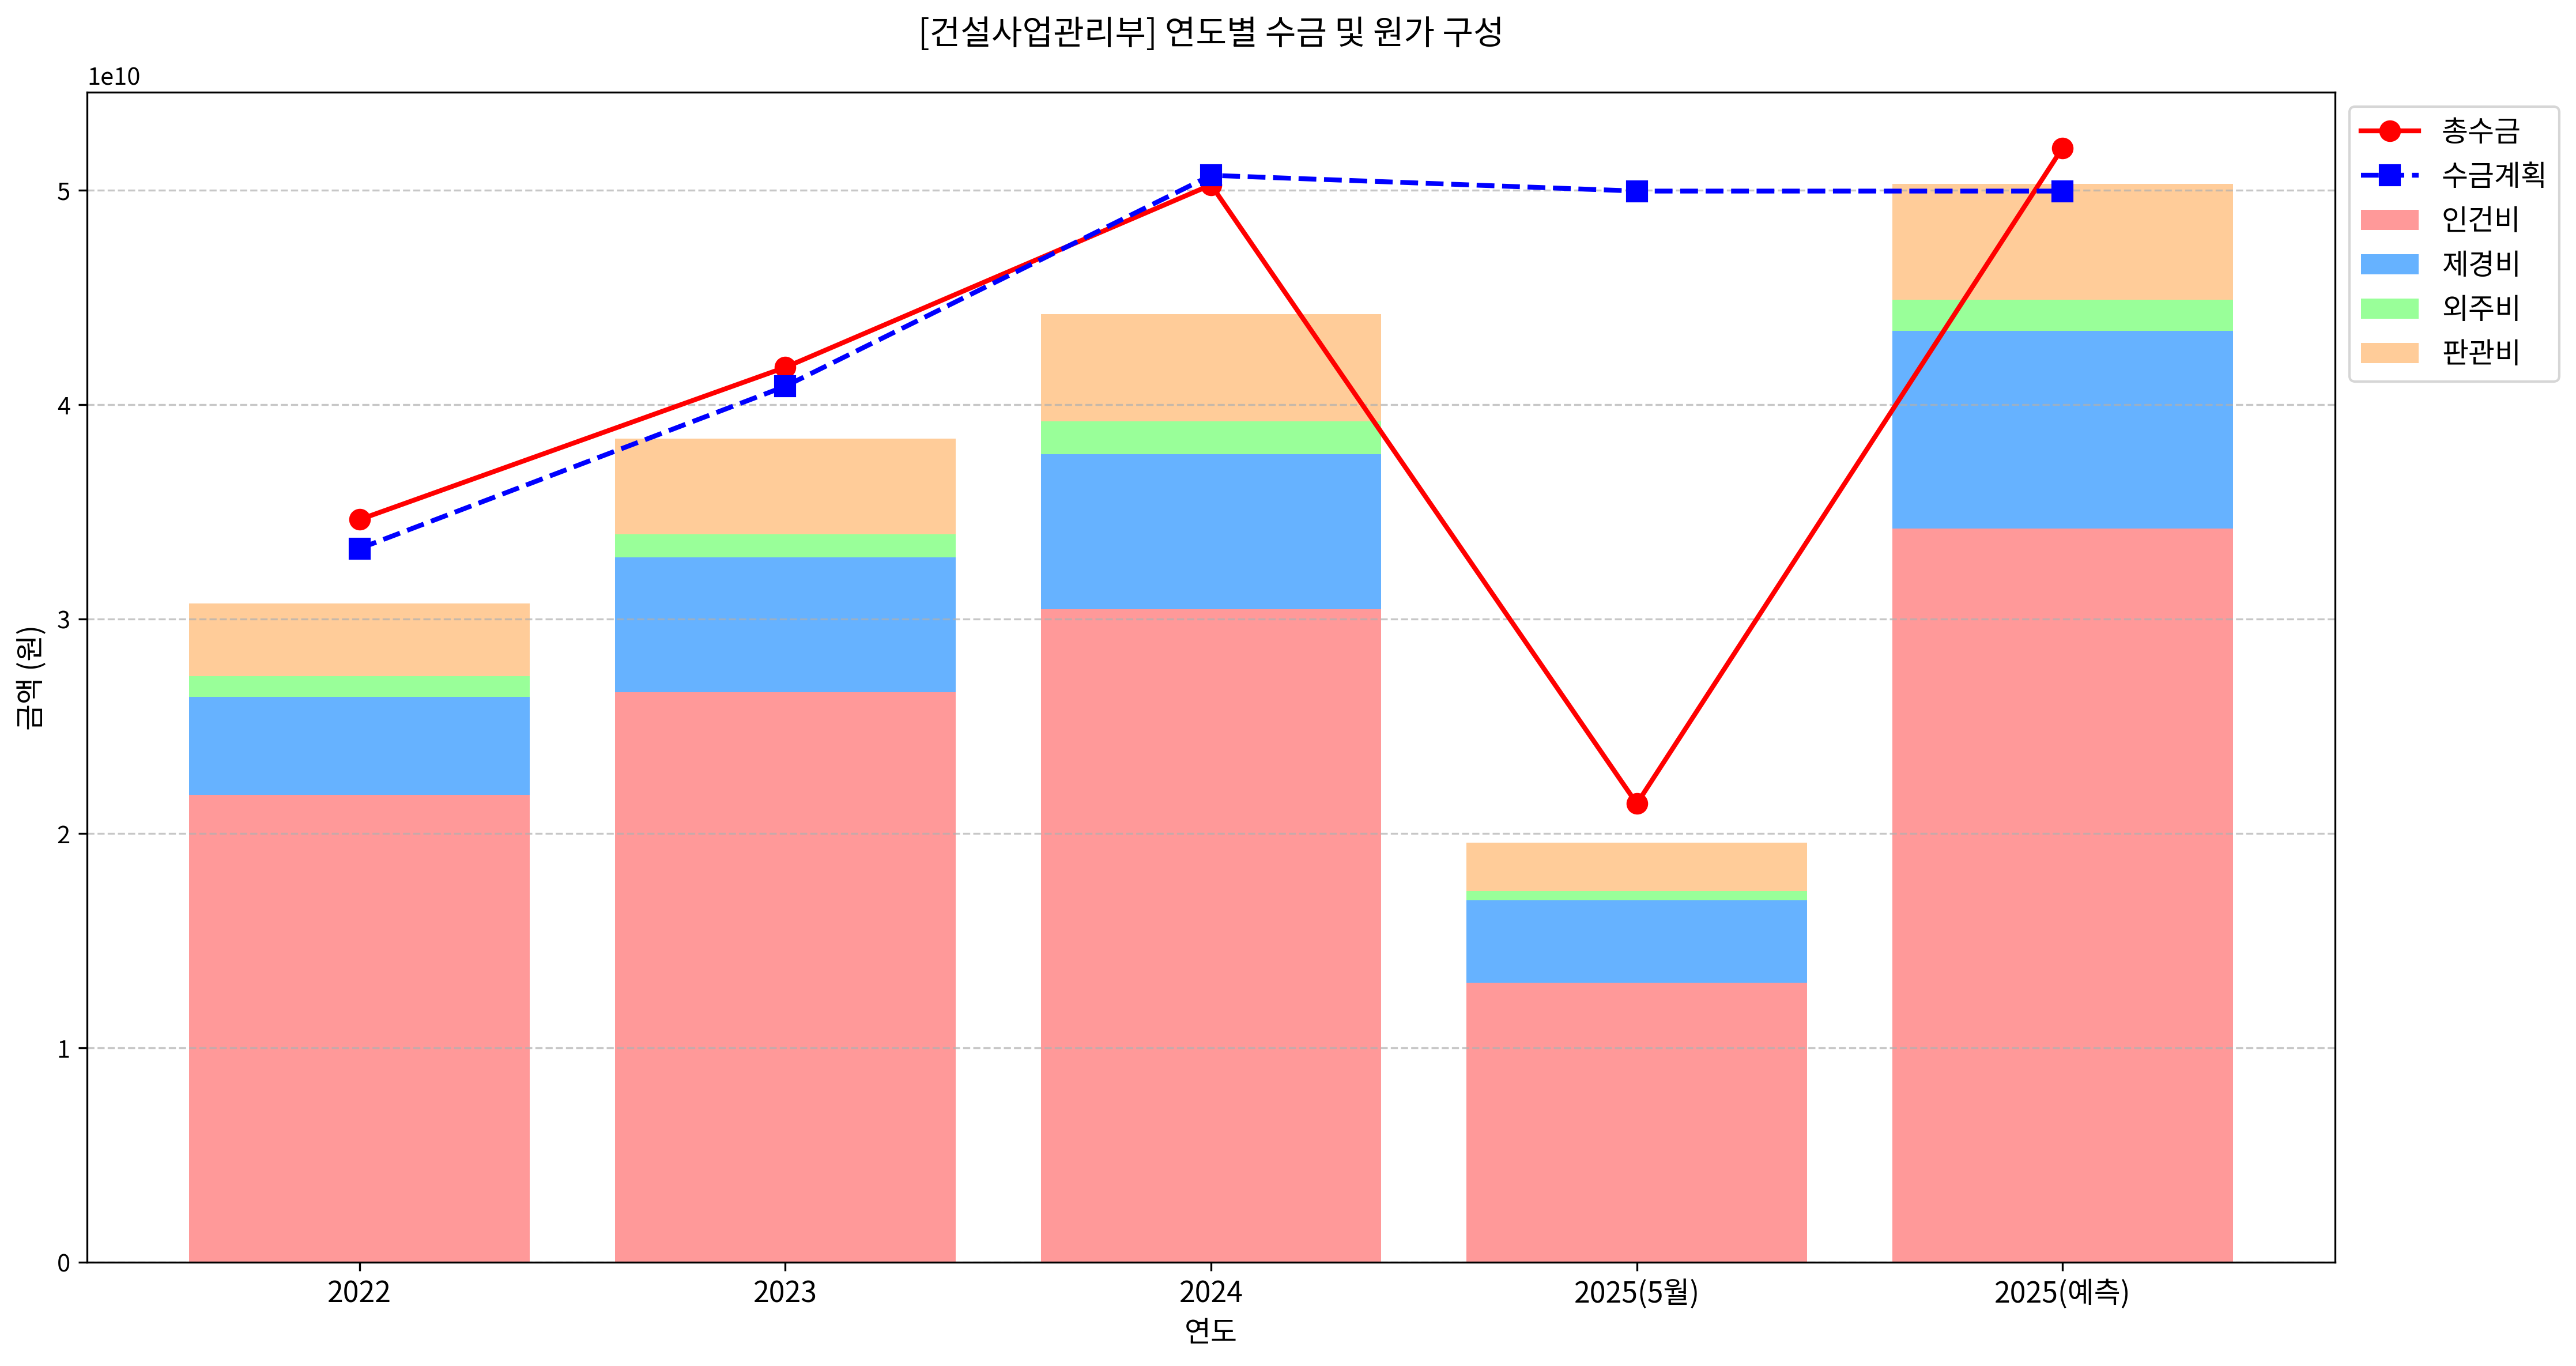 [건설사업관리부] 연도별 수금 및 원가 구성
1e10
금액 (원)
5
4
3
2
1
0
2022
2023
2024
2025(5월)
2025(예측)
연도
총수금
수금계획
인건비
제경비
외주비
판관비